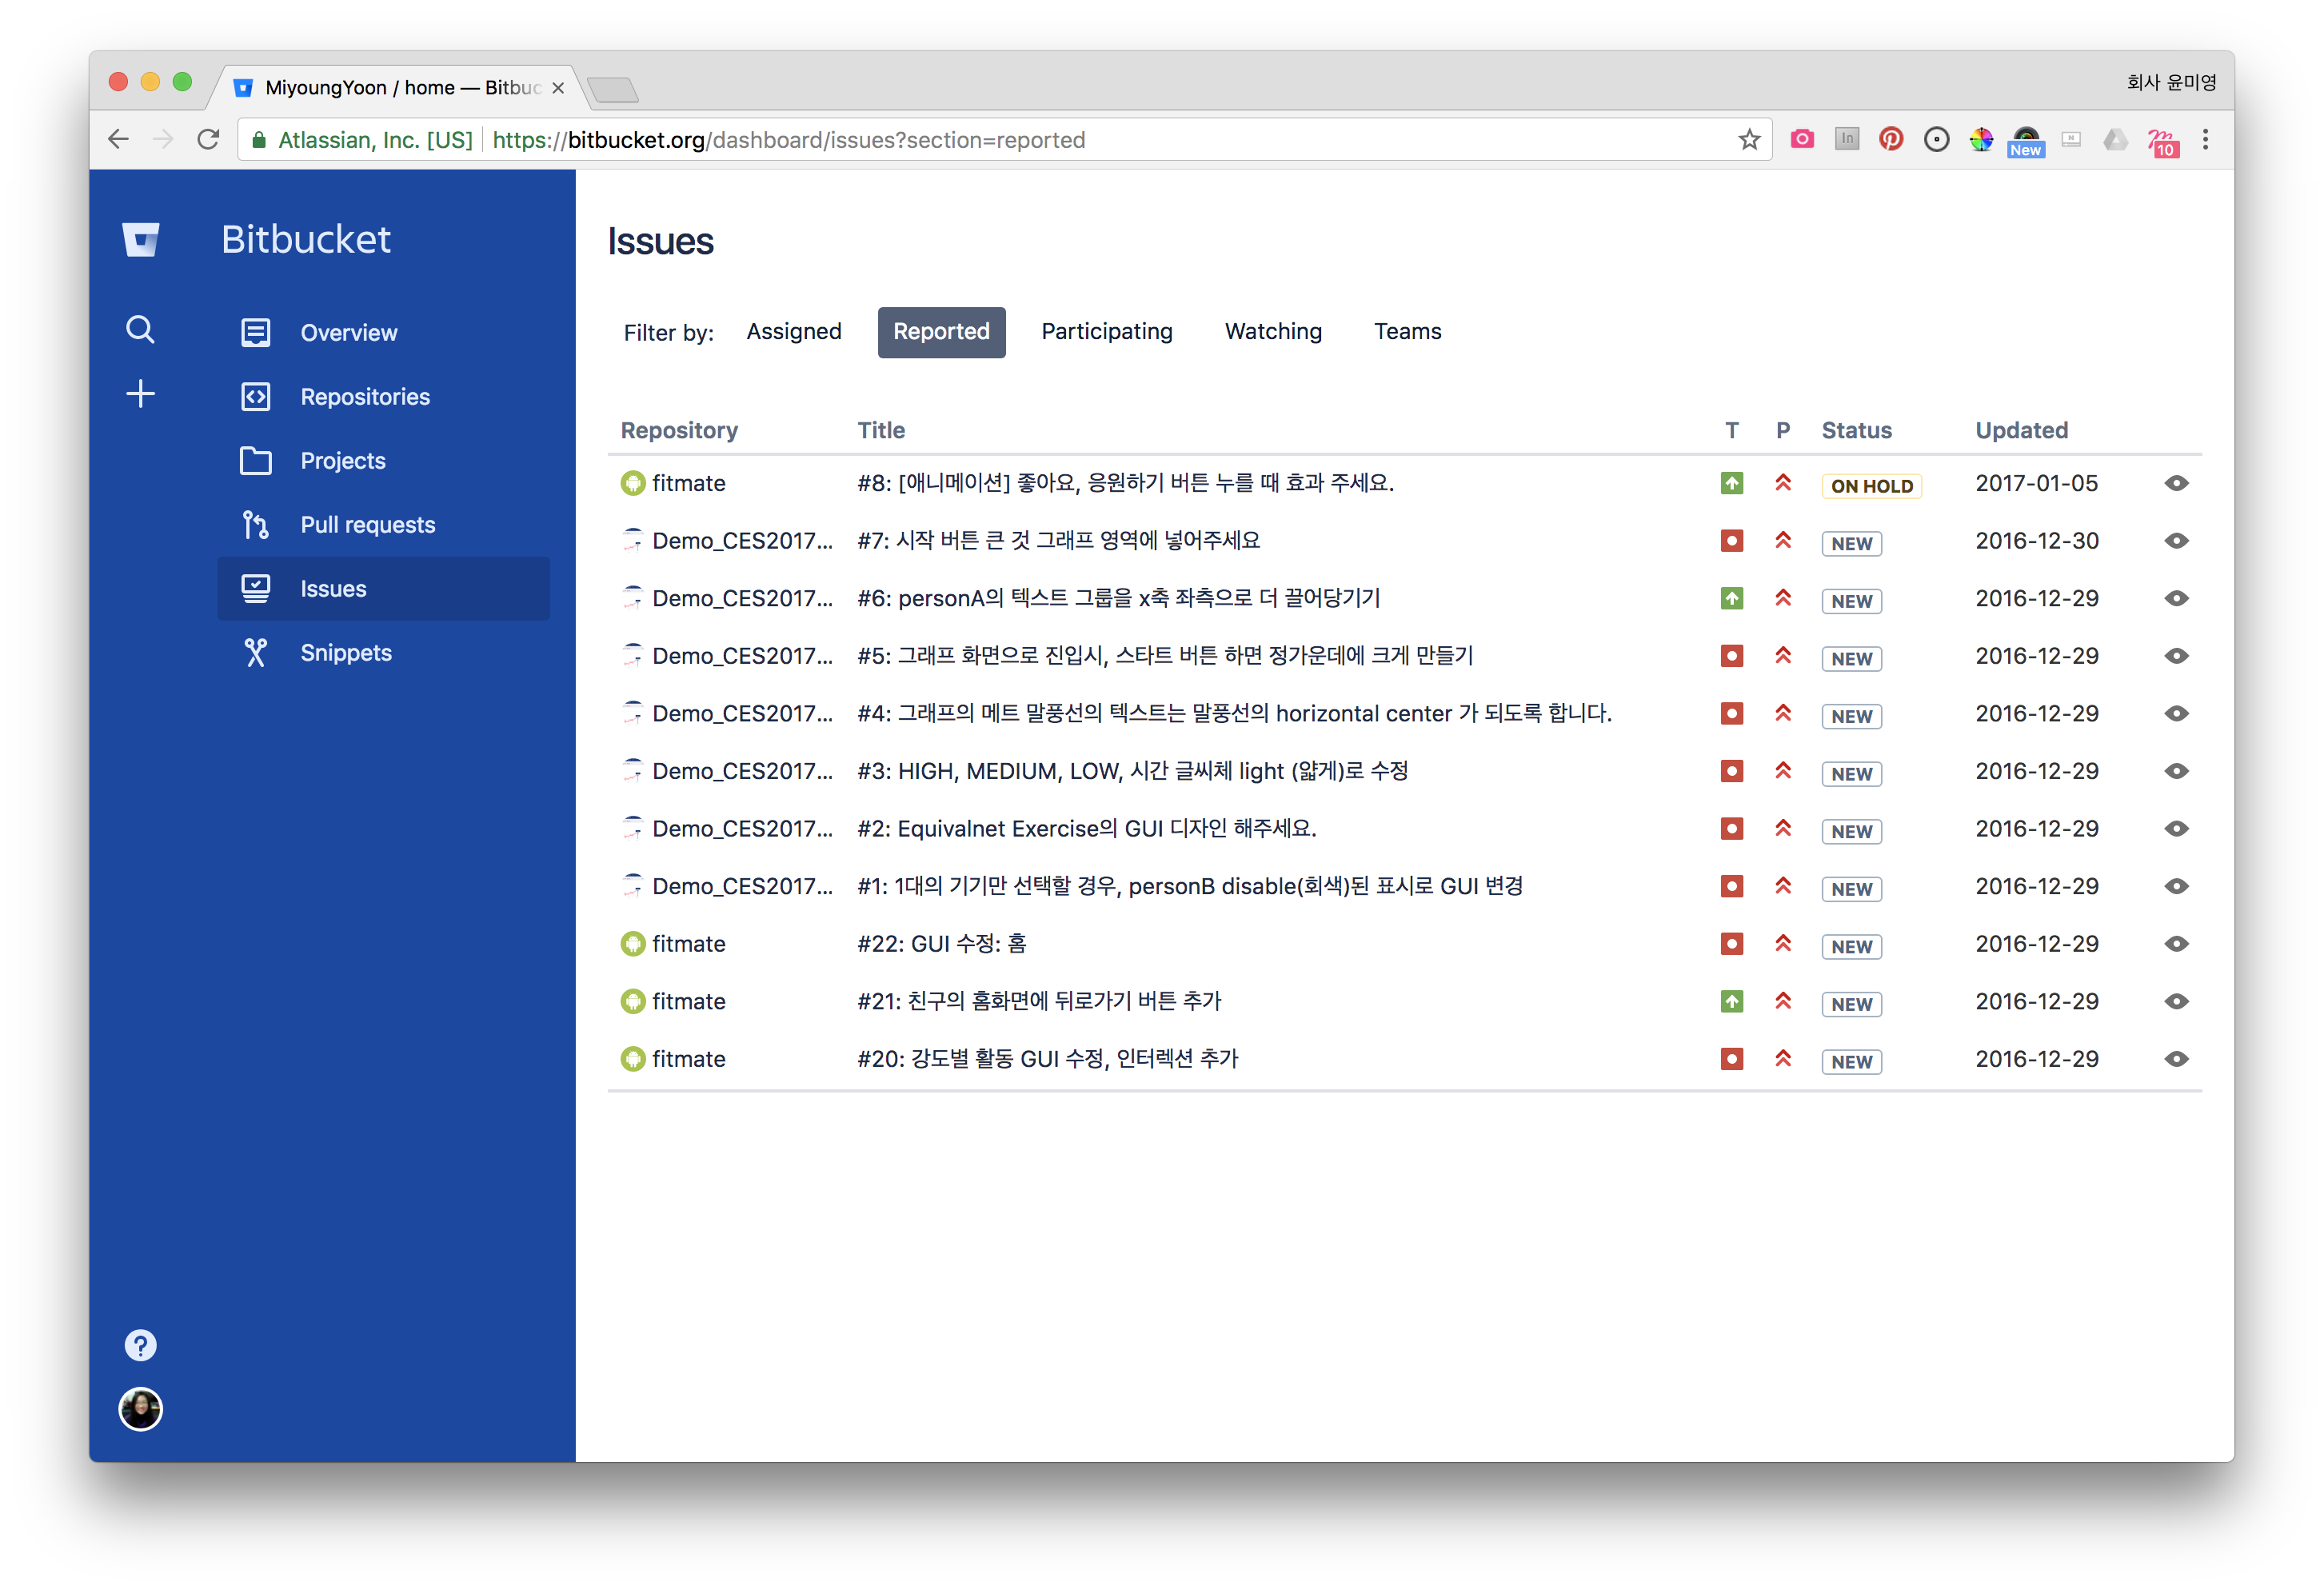 MiyoungYoon / home — Bitbuc
회사 윤미영
Atlassian, Inc. [US] https://bitbucket.org/dashboard/issues?section=reported
In
New
10
Bitbucket
Overview
Repositories
Projects
Pull requests
Issues
Snippets
?
Issues
Filter by: Assigned Reported Participating Watching Teams
Repository Title T P Status Updated
fitmate #8: [애니메이션] 좋아요, 응원하기 버튼 누를 때 효과 주세요. ON HOLD 2017-01-05
Demo_CES2017... #7: 시작 버튼 큰 것 그래프 영역에 넣어주세요 NEW 2016-12-30
Demo_CES2017... #6: personA의 텍스트 그룹을 x축 좌측으로 더 끌어당기기 NEW 2016-12-29
Demo_CES2017... #5: 그래프 화면으로 진입시, 스타트 버튼 하면 정가운데에 크게 만들기 NEW 2016-12-29
Demo_CES2017... #4: 그래프의 메트 말풍선의 텍스트는 말풍선의 horizontal center 가 되도록 합니다. NEW 2016-12-29
Demo_CES2017... #3: HIGH, MEDIUM, LOW, 시간 글씨체 light (얇게)로 수정 NEW 2016-12-29
Demo_CES2017... #2: Equivalnet Exercise의 GUI 디자인 해주세요. NEW 2016-12-29
Demo_CES2017... #1: 1대의 기기만 선택할 경우, personB disable(회색)된 표시로 GUI 변경 NEW 2016-12-29
fitmate #22: GUI 수정: 홈 NEW 2016-12-29
fitmate #21: 친구의 홈화면에 뒤로가기 버튼 추가 NEW 2016-12-29
fitmate #20: 강도별 활동 GUI 수정, 인터렉션 추가 NEW 2016-12-29